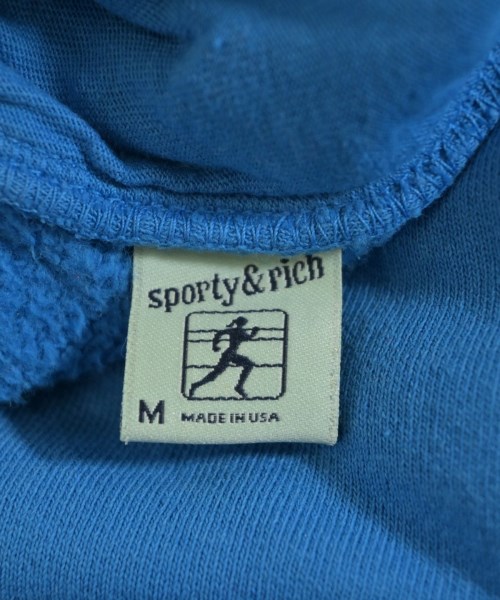 sporty & rich
M MADE IN USA